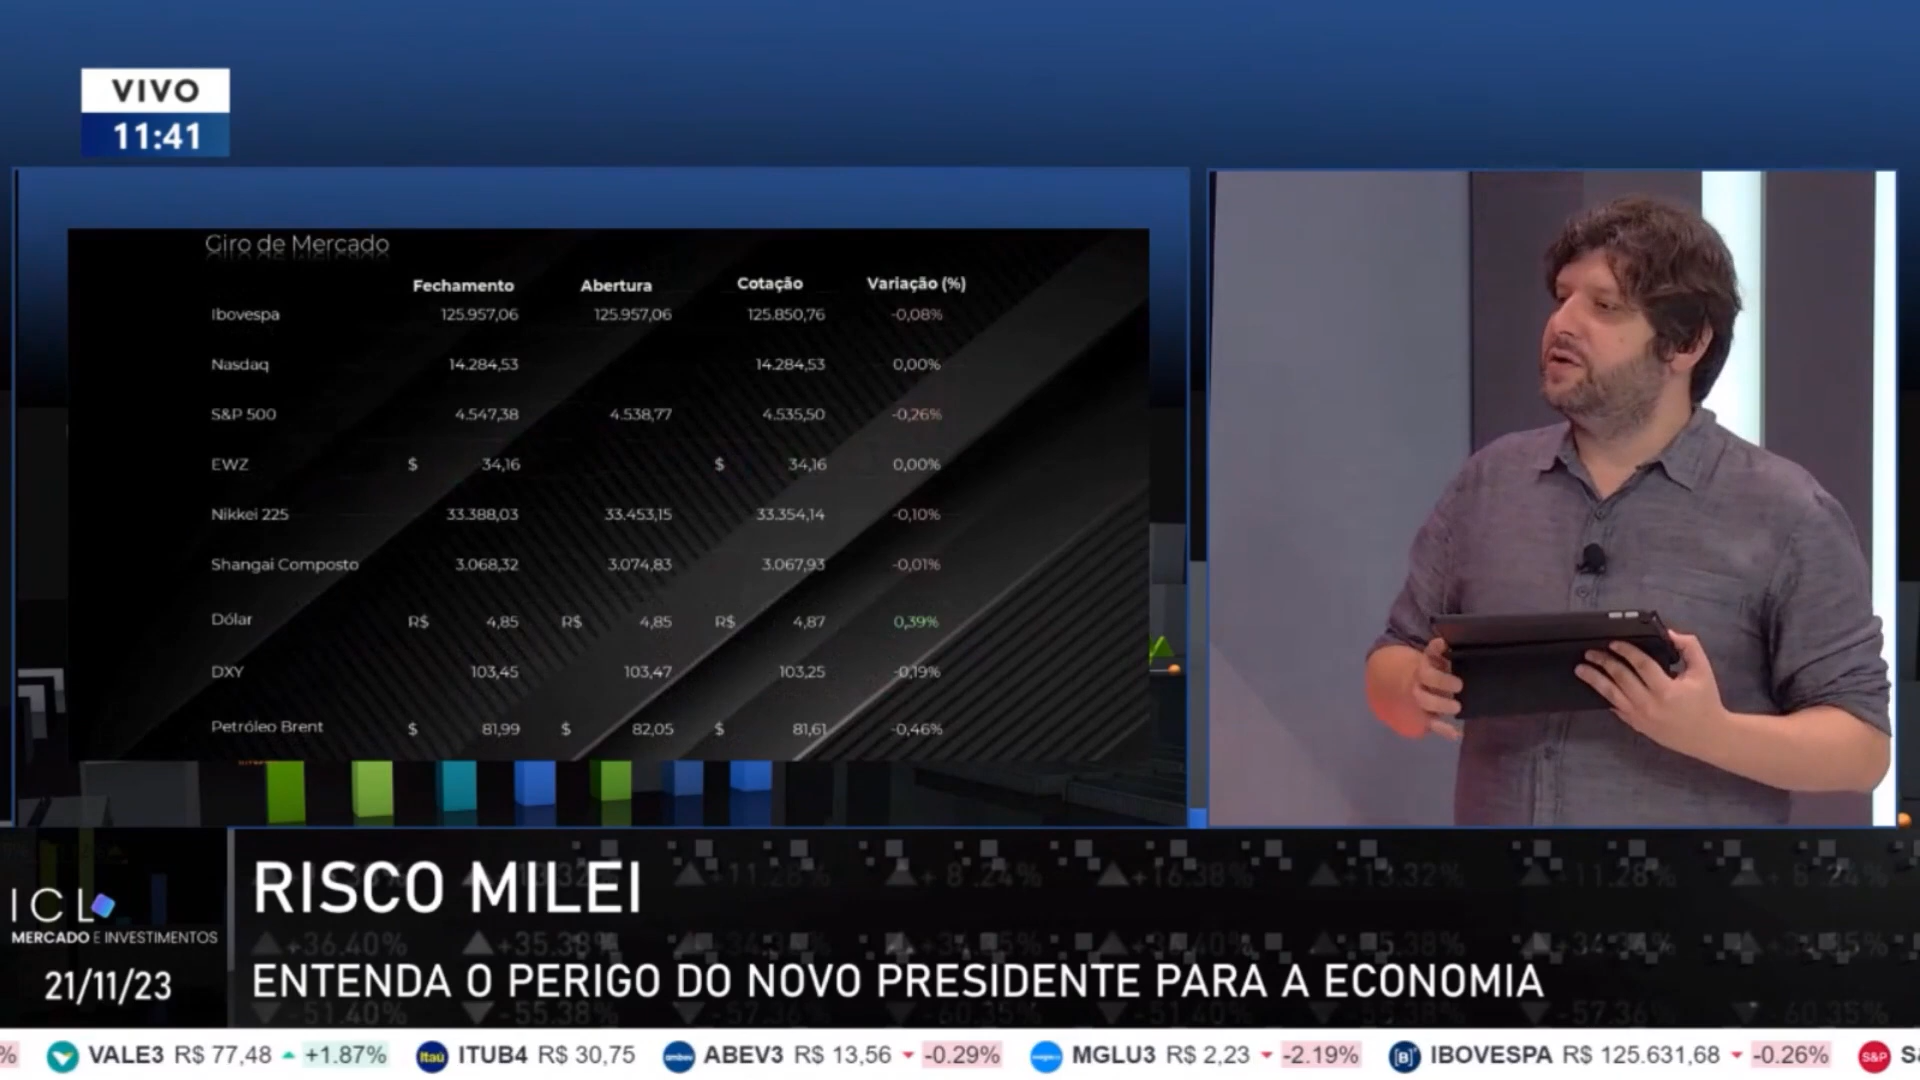 VIVO
11:41
Giro de Mercado
Fechamento Abertura Cotação Variação (%)
Ibovespa 125.957,06 125.957,06 125.850,76 -0,08%
Nasdaq 14.284,53 14.284,53 0,00%
S&P 500 4.547,38 4.538,77 4.535,50 -0,26%
EWZ $ 34,16 $ 34,16 0,00%
Nikkei 225 33.388,03 33.453,15 33.354,14 -0,10%
Shangai Composto 3.068,32 3.074,83 3.067,93 -0,01%
Dólar R$ 4,85 R$ 4,85 R$ 4,87 0,39%
DXY 103,45 103,47 103,25 -0,19%
Petróleo Brent $ 81,99 $ 82,05 $ 81,61 -0,46%
RISCO MILEI
ICL
MERCADO E INVESTIMENTOS
21/11/23
ENTENDA O PERIGO DO NOVO PRESIDENTE PARA A ECONOMIA
% VALE3 R$ 77,48 +1.87% Itaú ITUB4 R$ 30,75 ambev ABEV3 R$ 13,56 -0.29% MGLU3 R$ 2,23 -2.19% [B]³ IBOVESPA R$ 125.631,68 -0.26% S&P